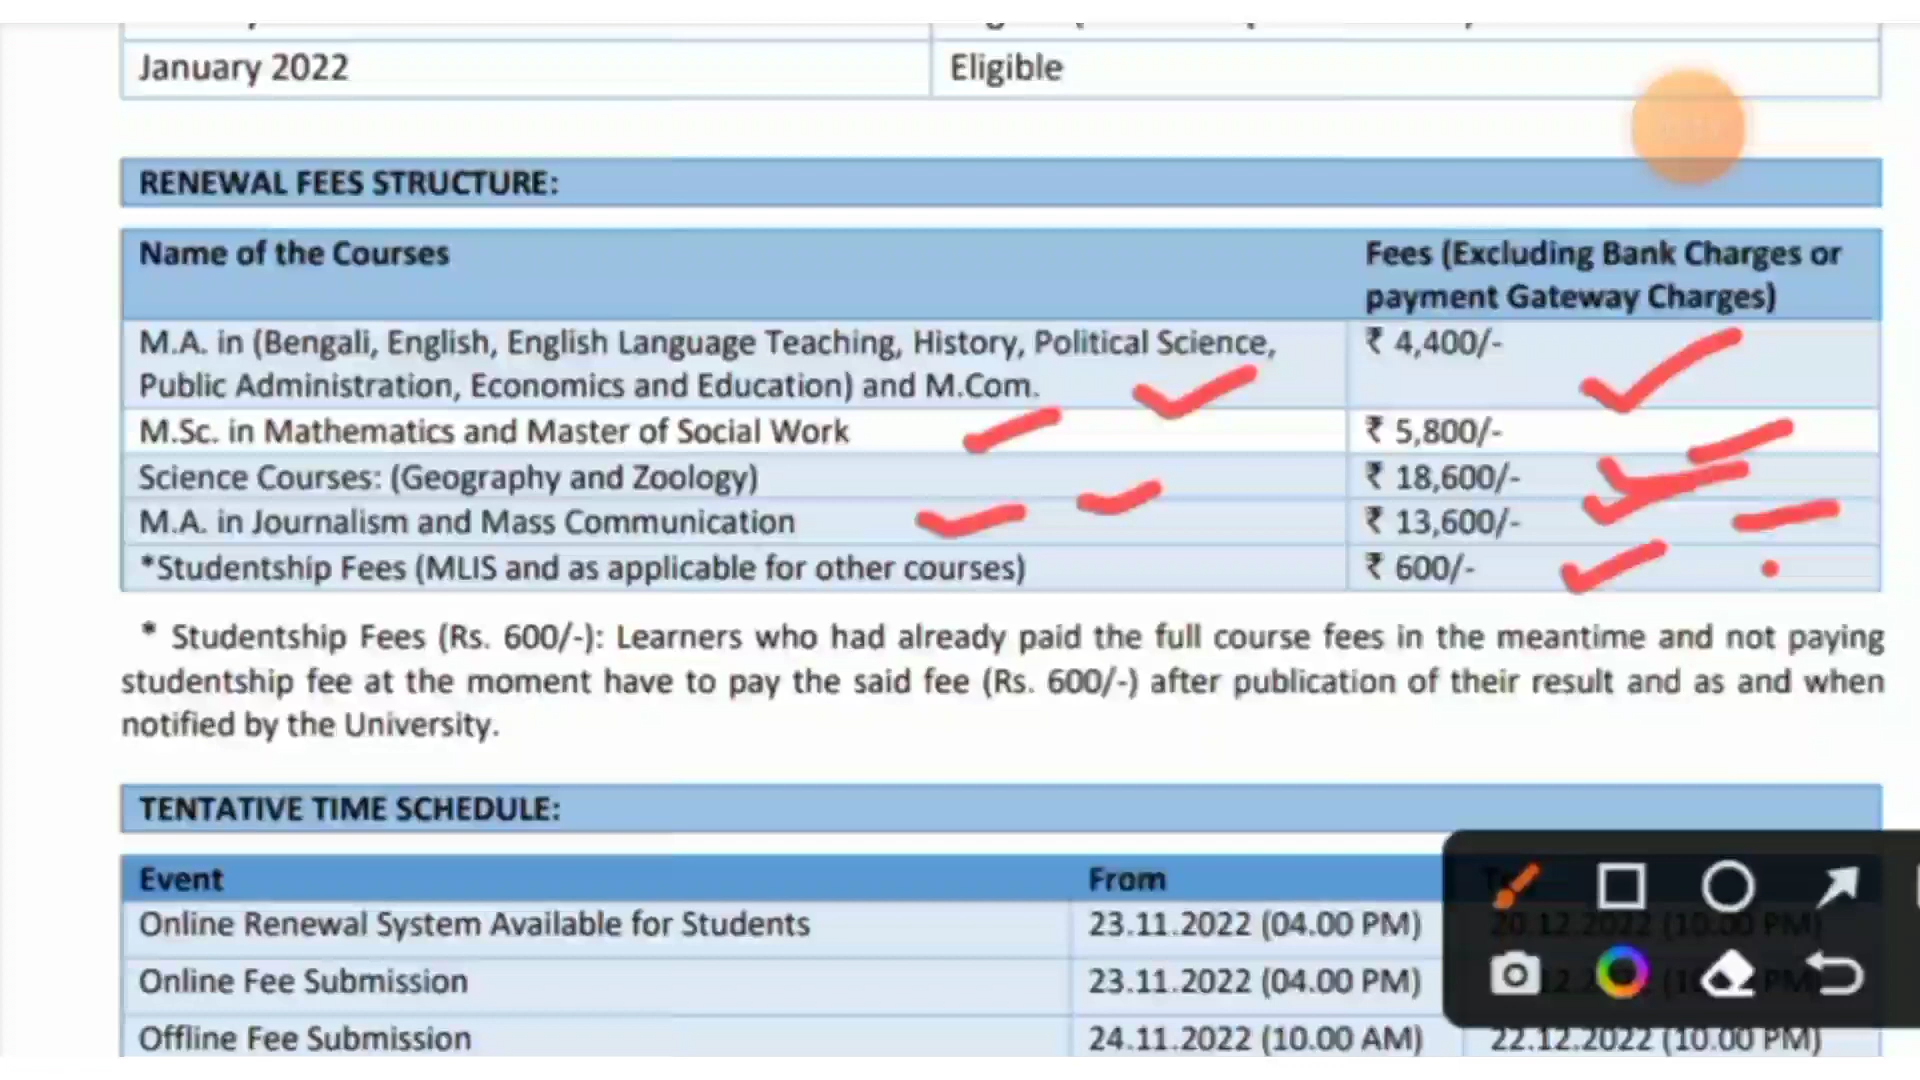 January 2022 Eligible
RENEWAL FEES STRUCTURE:
Name of the Courses Fees (Excluding Bank Charges or
payment Gateway Charges)
M.A. in (Bengali, English, English Language Teaching, History, Political Science, ₹ 4,400/-
Public Administration, Economics and Education) and M.Com.
M.Sc. in Mathematics and Master of Social Work ₹ 5,800/-
Science Courses: (Geography and Zoology) ₹ 18,600/-
M.A. in Journalism and Mass Communication ₹ 13,600/-
*Studentship Fees (MLIS and as applicable for other courses) ₹ 600/-
* Studentship Fees (Rs. 600/-): Learners who had already paid the full course fees in the meantime and not paying
studentship fee at the moment have to pay the said fee (Rs. 600/-) after publication of their result and as and when
notified by the University.
TENTATIVE TIME SCHEDULE:
Event From
Online Renewal System Available for Students 23.11.2022 (04.00 PM) 20.12.2022 (10.00 PM)
Online Fee Submission 23.11.2022 (04.00 PM)
Offline Fee Submission 24.11.2022 (10.00 AM) 22.12.2022 (10.00 PM)